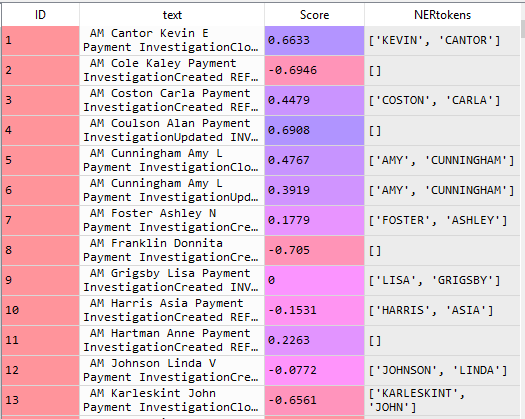 ID text Score NERtokens
1 AM Cantor Kevin E 0.6633 ['KEVIN', 'CANTOR']
Payment InvestigationClo…
2 AM Cole Kaley Payment -0.6946 []
InvestigationCreated REF…
3 AM Coston Carla Payment 0.4479 ['COSTON', 'CARLA']
InvestigationCreated REF…
4 AM Coulson Alan Payment 0.6908 []
InvestigationUpdated INV…
5 AM Cunningham Amy L 0.4767 ['AMY', 'CUNNINGHAM']
Payment InvestigationClo…
6 AM Cunningham Amy L 0.3919 ['AMY', 'CUNNINGHAM']
Payment InvestigationUpd…
7 AM Foster Ashley N 0.1779 ['FOSTER', 'ASHLEY']
Payment InvestigationCre…
8 AM Franklin Donnita -0.705 []
Payment InvestigationCre…
9 AM Grigsby Lisa Payment 0 ['LISA', 'GRIGSBY']
InvestigationCreated INV…
10 AM Harris Asia Payment -0.1531 ['HARRIS', 'ASIA']
InvestigationCreated REF…
11 AM Hartman Anne Payment 0.2263 []
InvestigationCreated REF…
12 AM Johnson Linda V -0.0772 ['JOHNSON', 'LINDA']
Payment InvestigationCre…
13 AM Karleskint John -0.6561 ['KARLESKINT',
Payment InvestigationClo… 'JOHN']